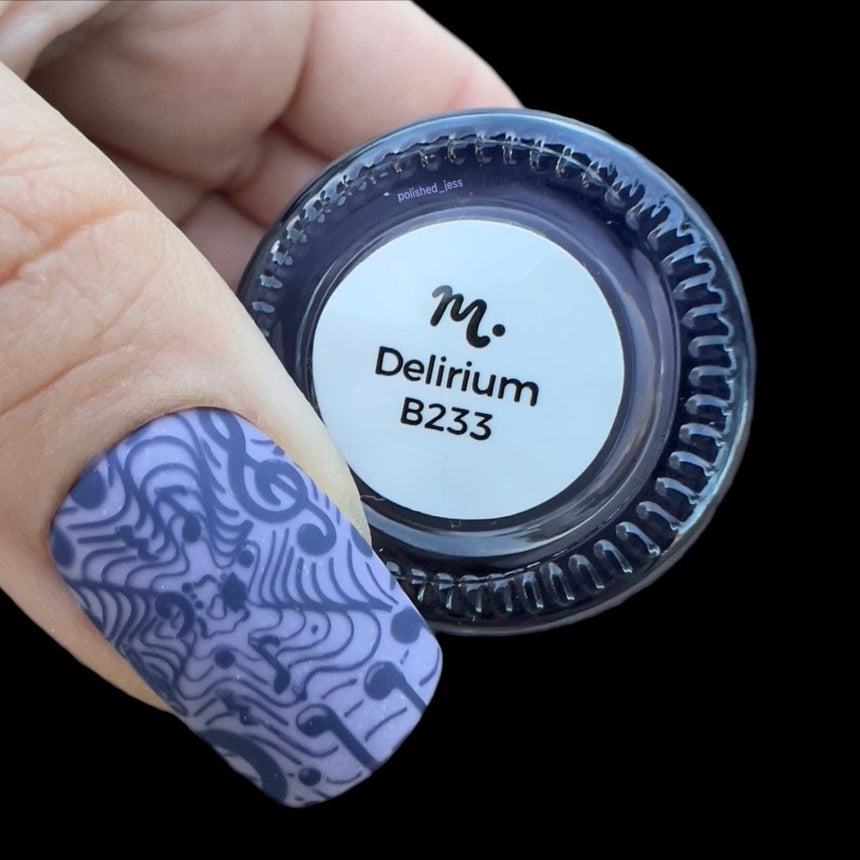 polished_jess
m.
Delirium
B233